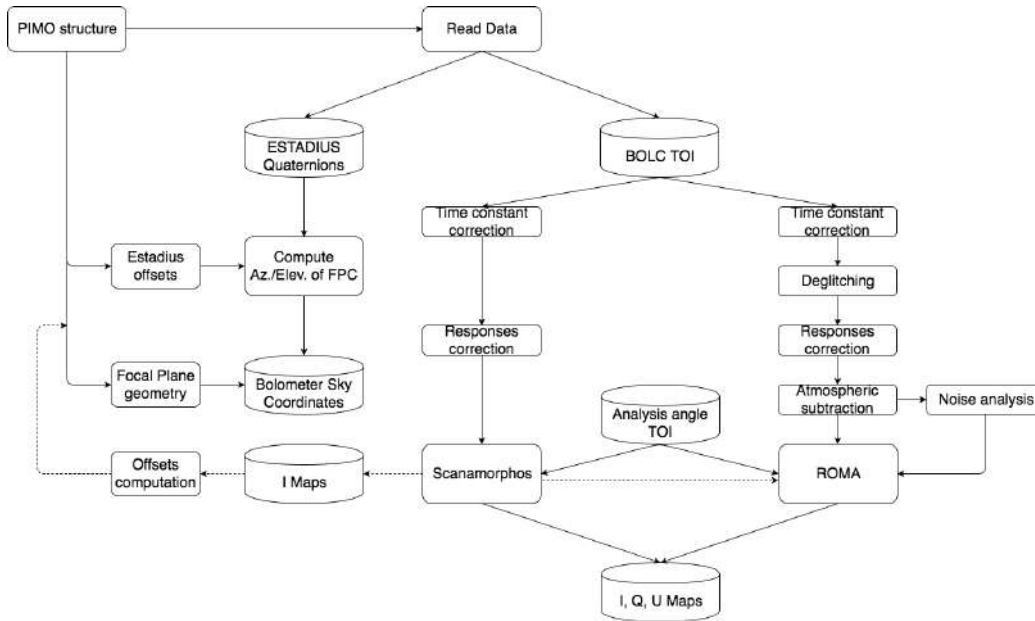 PIMO structure
Read Data
ESTADIUS
Quaternions
BOLC TOI
Time constant
correction
Time constant
correction
Estadius
offsets
Compute
Az./Elev. of FPC
Deglitching
Responses
correction
Responses
correction
Focal Plane
geometry
Bolometer Sky
Coordinates
Atmospheric
subtraction
Noise analysis
Analysis angle
TOI
Offsets
computation
I Maps
Scanamorphos
ROMA
I, Q, U Maps